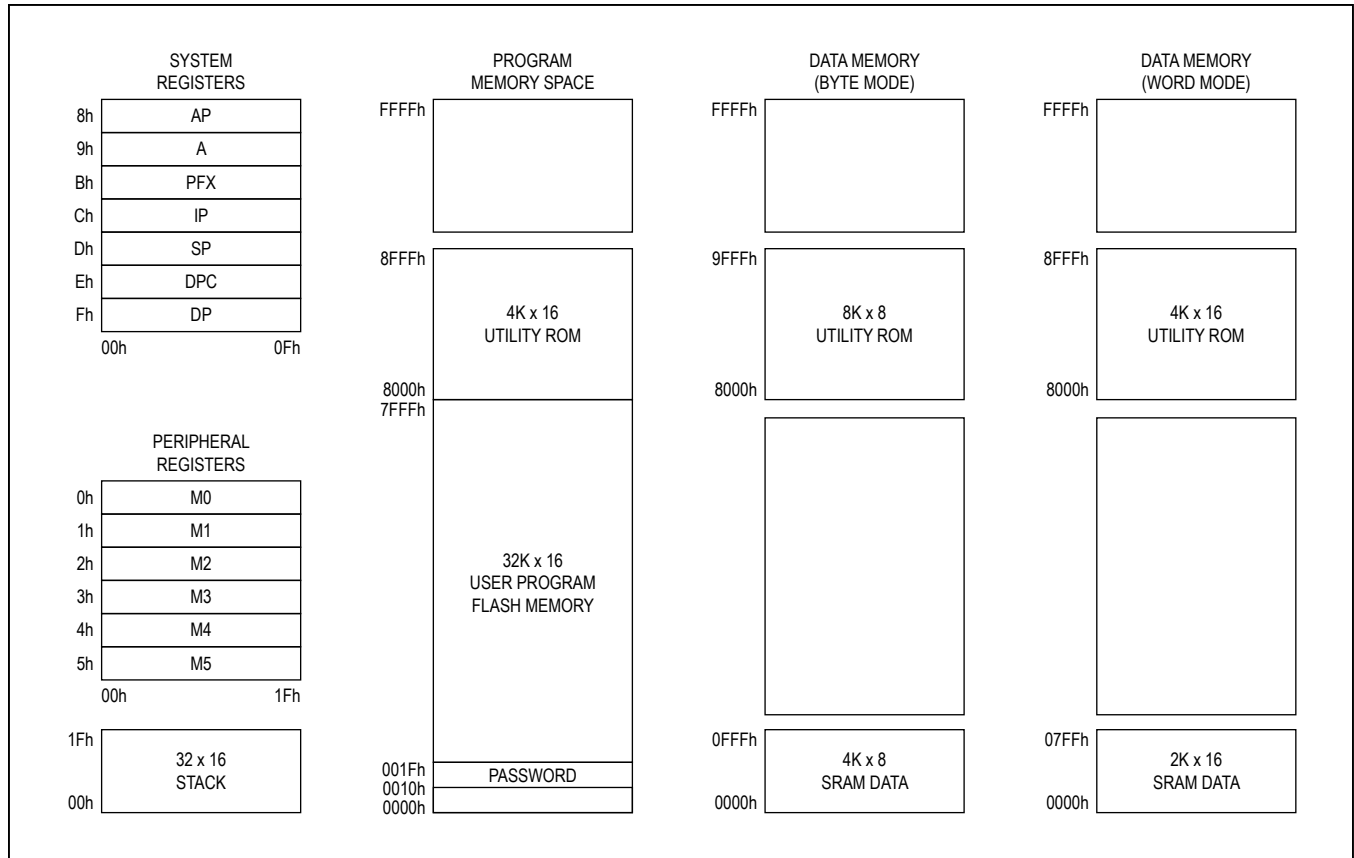 SYSTEM
REGISTERS
8h
AP
9h
A
Bh
PFX
Ch
IP
Dh
SP
Eh
DPC
Fh
DP
00h
0Fh
PERIPHERAL
REGISTERS
0h
M0
1h
M1
2h
M2
3h
M3
4h
M4
5h
M5
00h
1Fh
1Fh
32 x 16
STACK
00h
PROGRAM
MEMORY SPACE
FFFFh
8FFFh
4K x 16
UTILITY ROM
8000h
7FFFh
32K x 16
USER PROGRAM
FLASH MEMORY
001Fh
PASSWORD
0010h
0000h
DATA MEMORY
(BYTE MODE)
FFFFh
9FFFh
8K x 8
UTILITY ROM
8000h
0FFFh
4K x 8
SRAM DATA
0000h
DATA MEMORY
(WORD MODE)
FFFFh
8FFFh
4K x 16
UTILITY ROM
8000h
07FFh
2K x 16
SRAM DATA
0000h